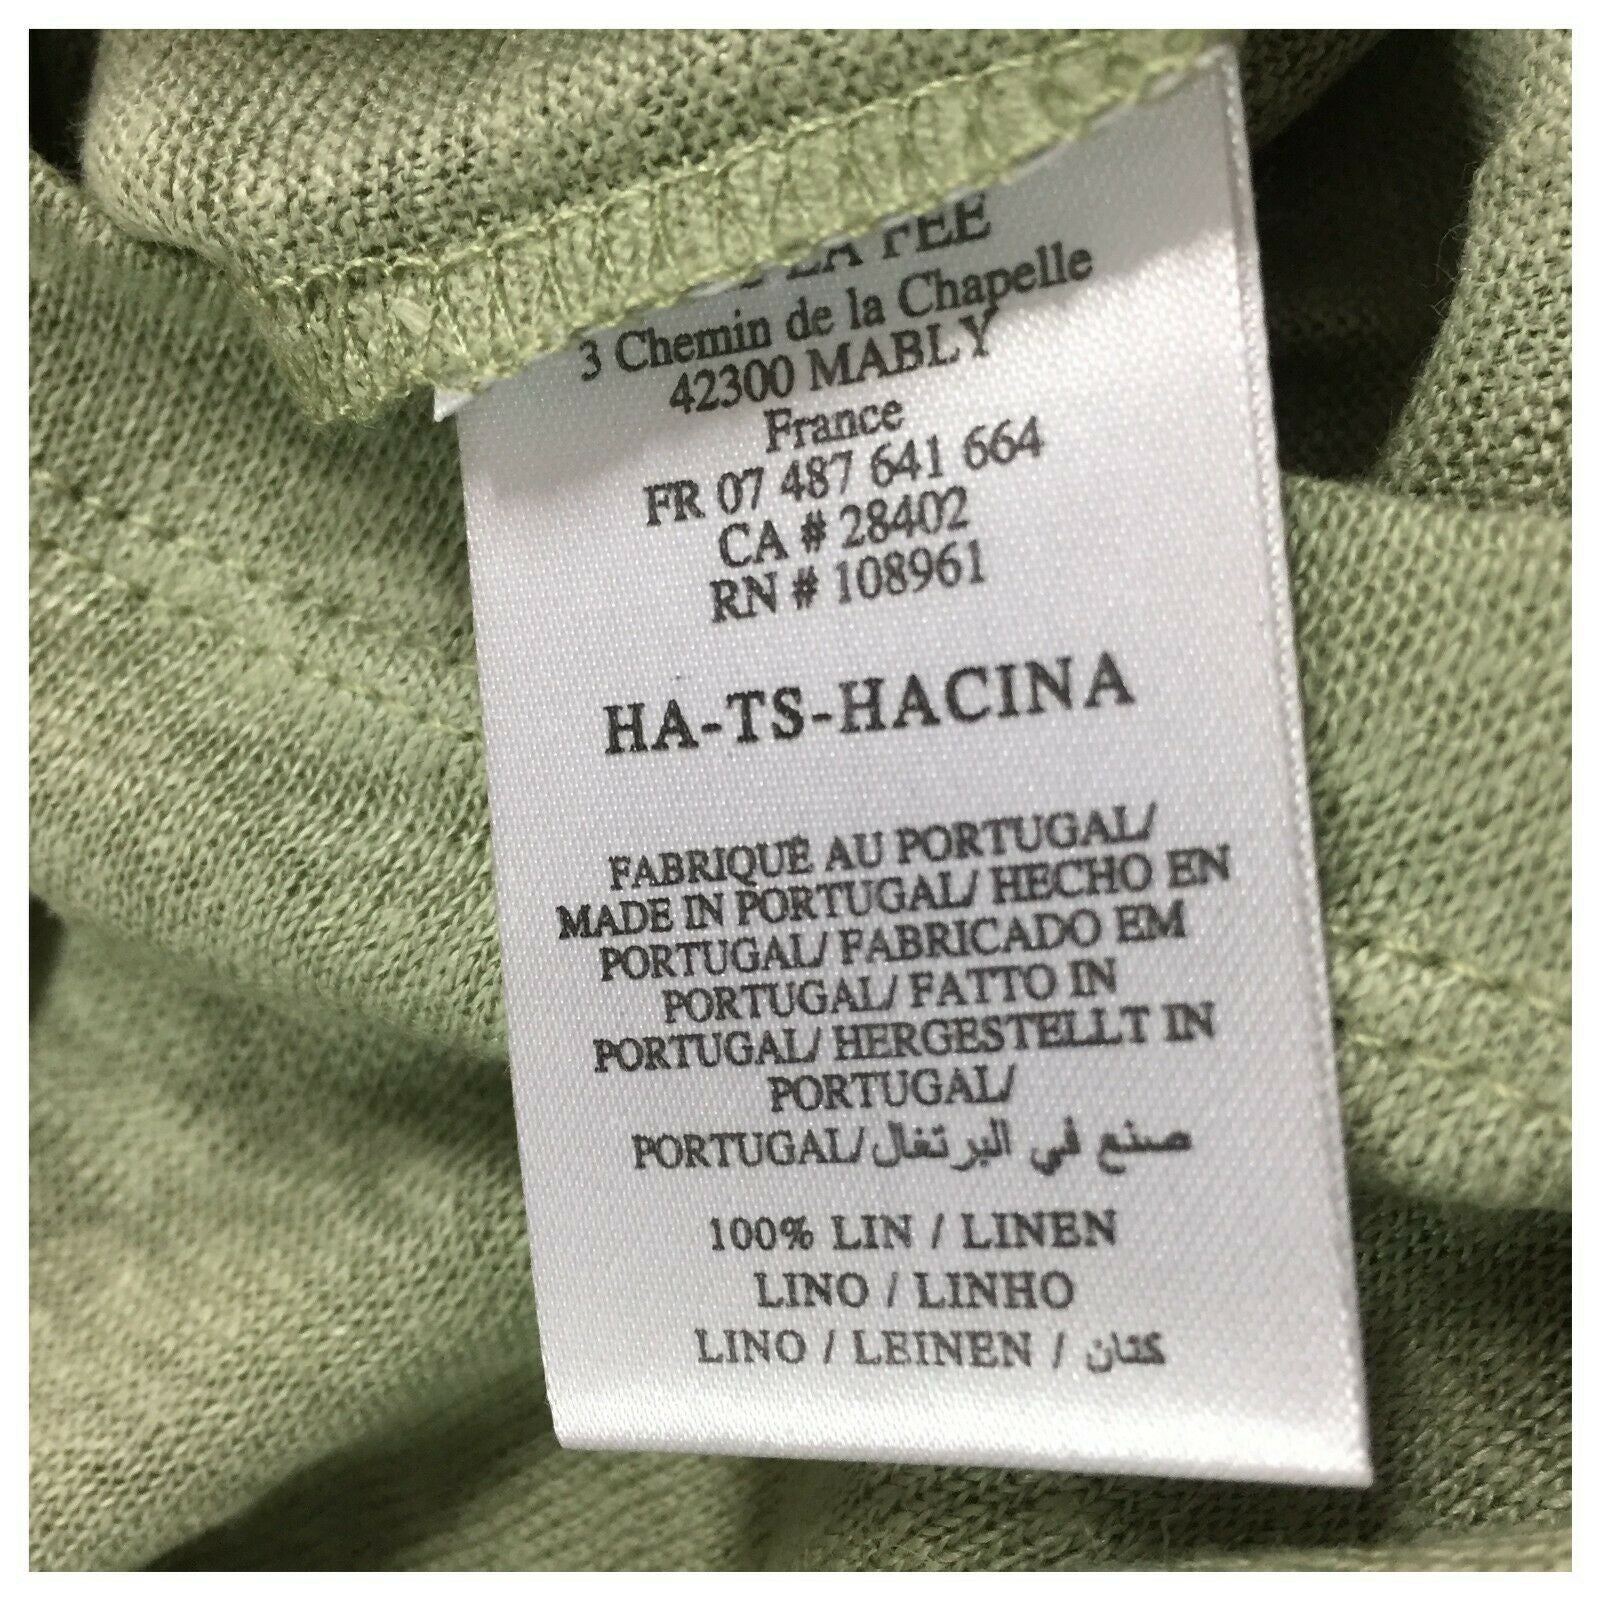 LA FÉE
3 Chemin de la Chapelle
42300 MABLY
France
FR 07 487 641 664
CA # 28402
RN # 108961
HA-TS-HACINA
FABRIQUÉ AU PORTUGAL/
MADE IN PORTUGAL/ HECHO EN
PORTUGAL/ FABRICADO EM
PORTUGAL/ FATTO IN
PORTUGAL/ HERGESTELLT IN
PORTUGAL/
PORTUGAL/صنع في البرتغال
100% LIN / LINEN
LINO / LINHO
LINO / LEINEN / كتان